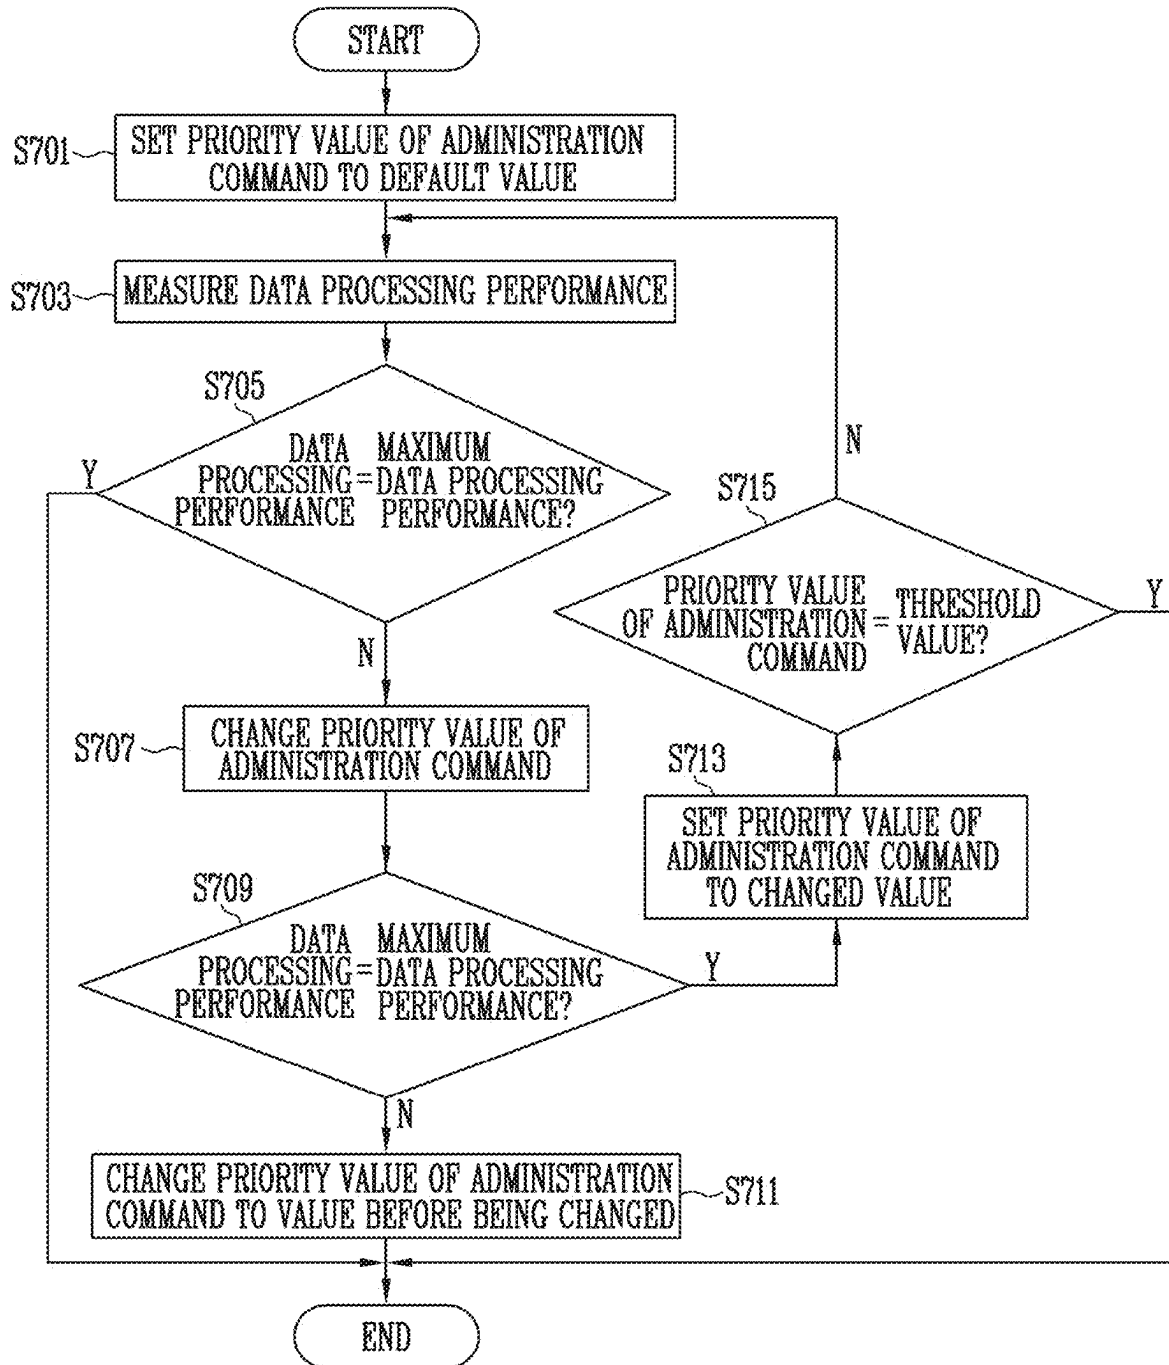 START
S701
SET PRIORITY VALUE OF ADMINISTRATION
COMMAND TO DEFAULT VALUE
S703
MEASURE DATA PROCESSING PERFORMANCE
S705
DATA MAXIMUM
PROCESSING = DATA PROCESSING
PERFORMANCE PERFORMANCE?
Y
N
S707
CHANGE PRIORITY VALUE OF
ADMINISTRATION COMMAND
S709
DATA MAXIMUM
PROCESSING = DATA PROCESSING
PERFORMANCE PERFORMANCE?
Y
N
S711
CHANGE PRIORITY VALUE OF ADMINISTRATION
COMMAND TO VALUE BEFORE BEING CHANGED
S713
SET PRIORITY VALUE OF
ADMINISTRATION COMMAND
TO CHANGED VALUE
S715
PRIORITY VALUE
OF ADMINISTRATION
COMMAND
=
THRESHOLD
VALUE?
N
Y
END